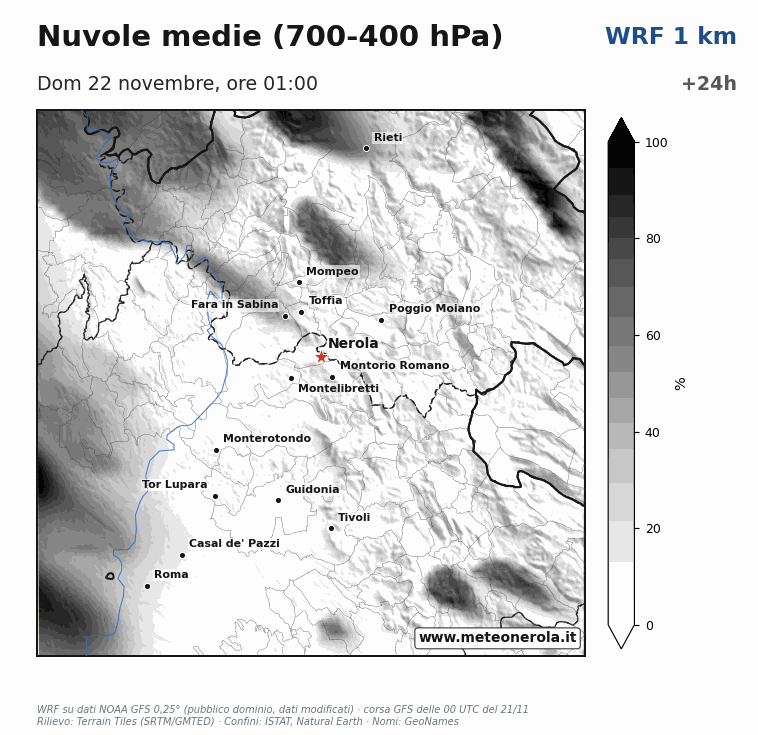 Nuvole medie (700-400 hPa)
WRF 1 km
Dom 22 novembre, ore 01:00
+24h
Rieti
100
80
60
40
20
0
%
Mompeo
Fara in Sabina
Toffia
Poggio Moiano
Nerola
Montorio Romano
Montelibretti
Monterotondo
Tor Lupara
Guidonia
Tivoli
Casal de' Pazzi
Roma
www.meteonerola.it
WRF su dati NOAA GFS 0,25° (pubblico dominio, dati modificati) · corsa GFS delle 00 UTC del 21/11
Rilievo: Terrain Tiles (SRTM/GMTED) · Confini: ISTAT, Natural Earth · Nomi: GeoNames